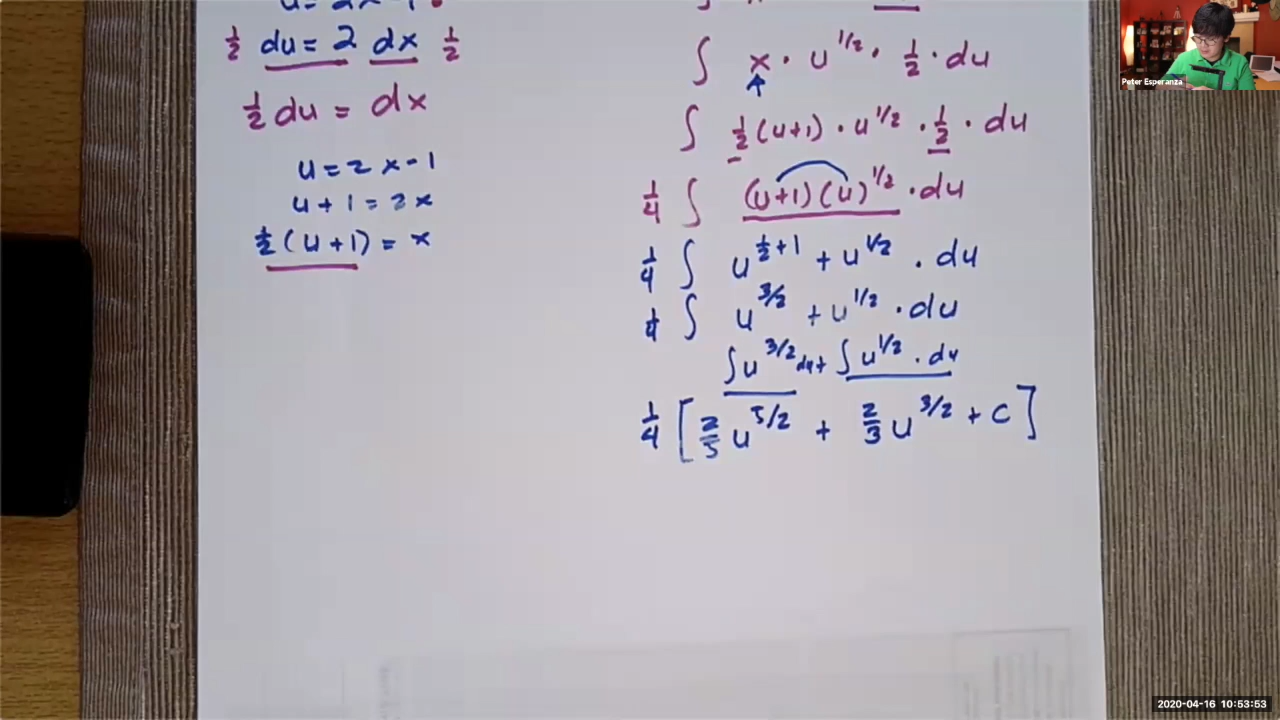 u = 2x-1
1/2 du = 2 dx 1/2
1/2 du = dx
u = 2x-1
u+1 = 2x
1/2 (u+1) = x
∫ x · u^1/2 · 1/2 · du
∫ 1/2 (u+1) · u^1/2 · 1/2 · du
1/4 ∫ (u+1)(u)^1/2 · du
1/4 ∫ u^1/2+1 + u^1/2 · du
1/4 ∫ u^3/2 + u^1/2 · du
∫u^3/2 du + ∫u^1/2 · du
1/4 [2/5 u^5/2 + 2/3 u^3/2 + C]
Peter Esperanza
2020-04-16 10:53:53